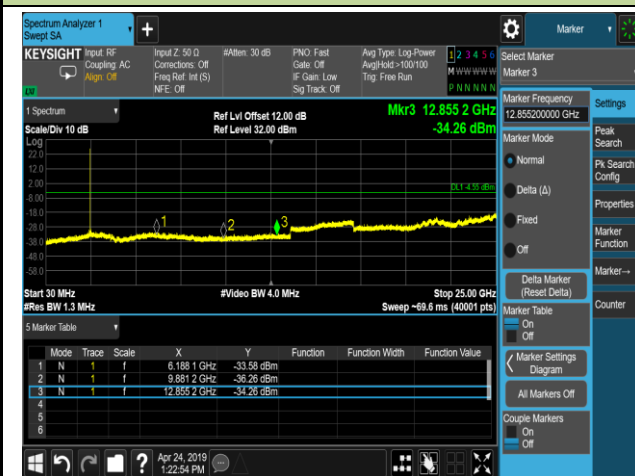 Spectrum Analyzer 1
Swept SA
+
Marker
KEYSIGHT
Input: RF
Coupling: AC
Align: Off
Input Z: 50 Ω
Corrections: Off
Freq Ref: Int (S)
NFE: Off
#Atten: 30 dB
PNO: Fast
Gate: Off
IF Gain: Low
Sig Track: Off
Avg Type: Log-Power
Avg|Hold:>100/100
Trig: Free Run
1 2 3 4 5 6
M W W W W W
P N N N N N
Select Marker
Marker 3
1 Spectrum
Scale/Div 10 dB
Ref Lvl Offset 12.00 dB
Ref Level 32.00 dBm
Mkr3 12.855 2 GHz
-34.26 dBm
Log
22.0
12.0
2.00
-8.00
-18.0
-28.0
-38.0
-48.0
-58.0
DL1 -4.55 dBm
1
2
3
Start 30 MHz
#Res BW 1.3 MHz
#Video BW 4.0 MHz
Stop 25.00 GHz
Sweep ~69.6 ms (40001 pts)
5 Marker Table
Mode Trace Scale X Y Function Function Width Function Value
1 N 1 f 6.188 1 GHz -33.58 dBm
2 N 1 f 9.881 2 GHz -36.26 dBm
3 N 1 f 12.855 2 GHz -34.26 dBm
4
5
6
Marker Frequency
12.855200000 GHz
Marker Mode
Normal
Delta (Δ)
Fixed
Off
Delta Marker
(Reset Delta)
Marker Table
On
Off
Marker Settings
Diagram
All Markers Off
Couple Markers
On
Off
Settings
Peak
Search
Pk Search
Config
Properties
Marker
Function
Marker→
Counter
?
Apr 24, 2019
1:22:54 PM